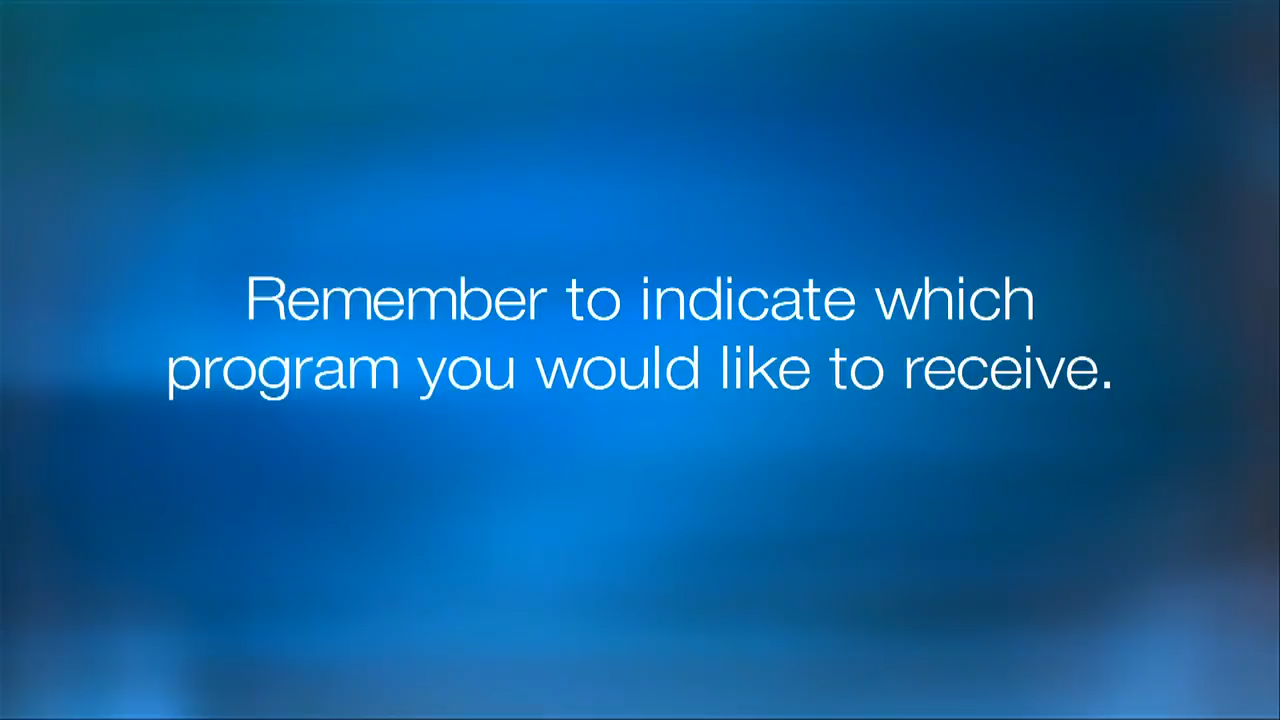 Remember to indicate which
program you would like to receive.